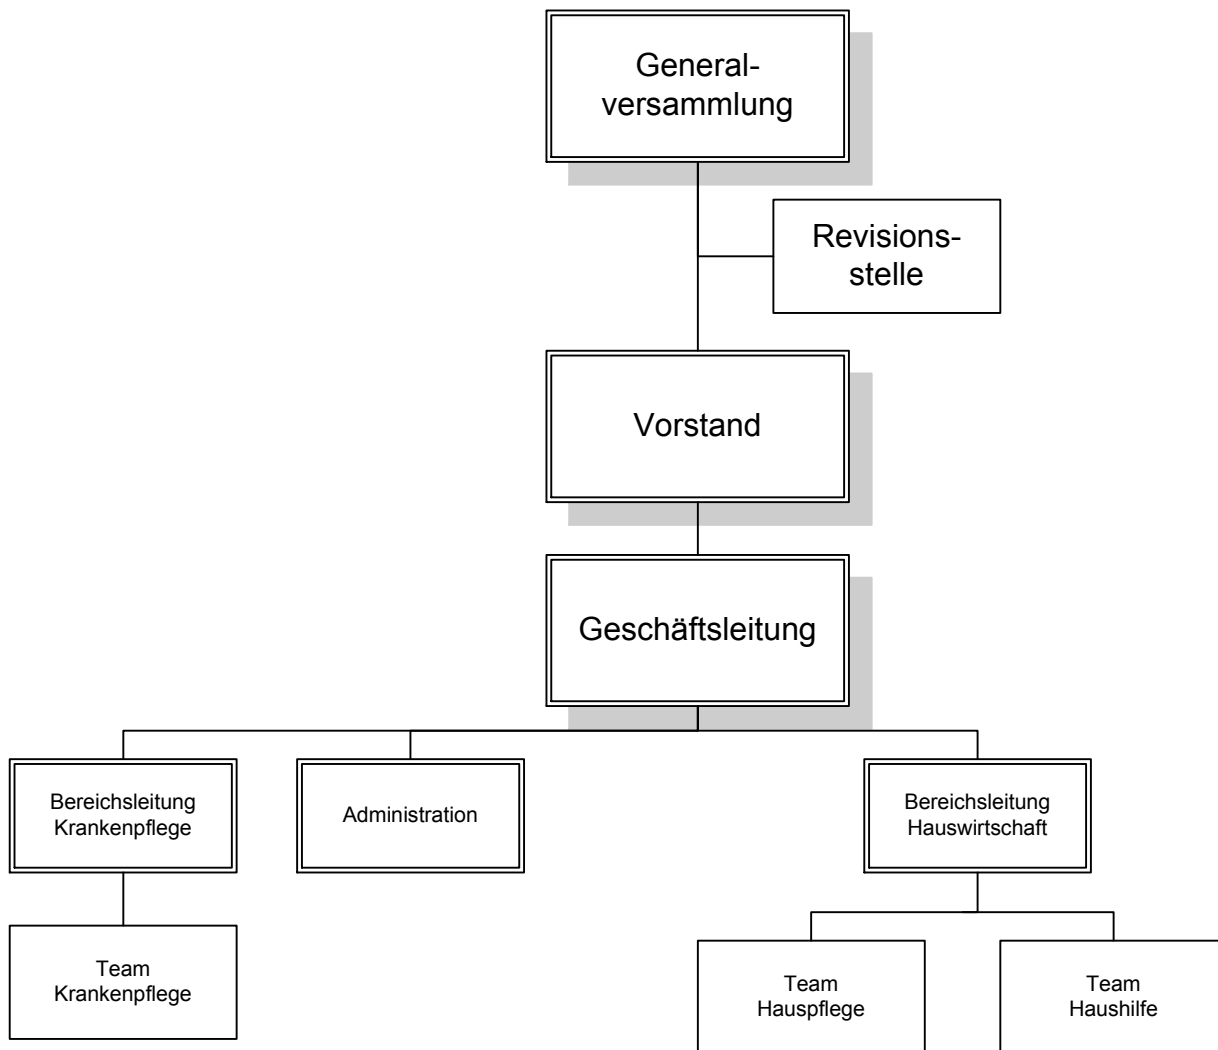 General-
versammlung
Revisions-
stelle
Vorstand
Geschäftsleitung
Bereichsleitung
Krankenpflege
Administration
Bereichsleitung
Hauswirtschaft
Team
Krankenpflege
Team
Hauspflege
Team
Haushilfe